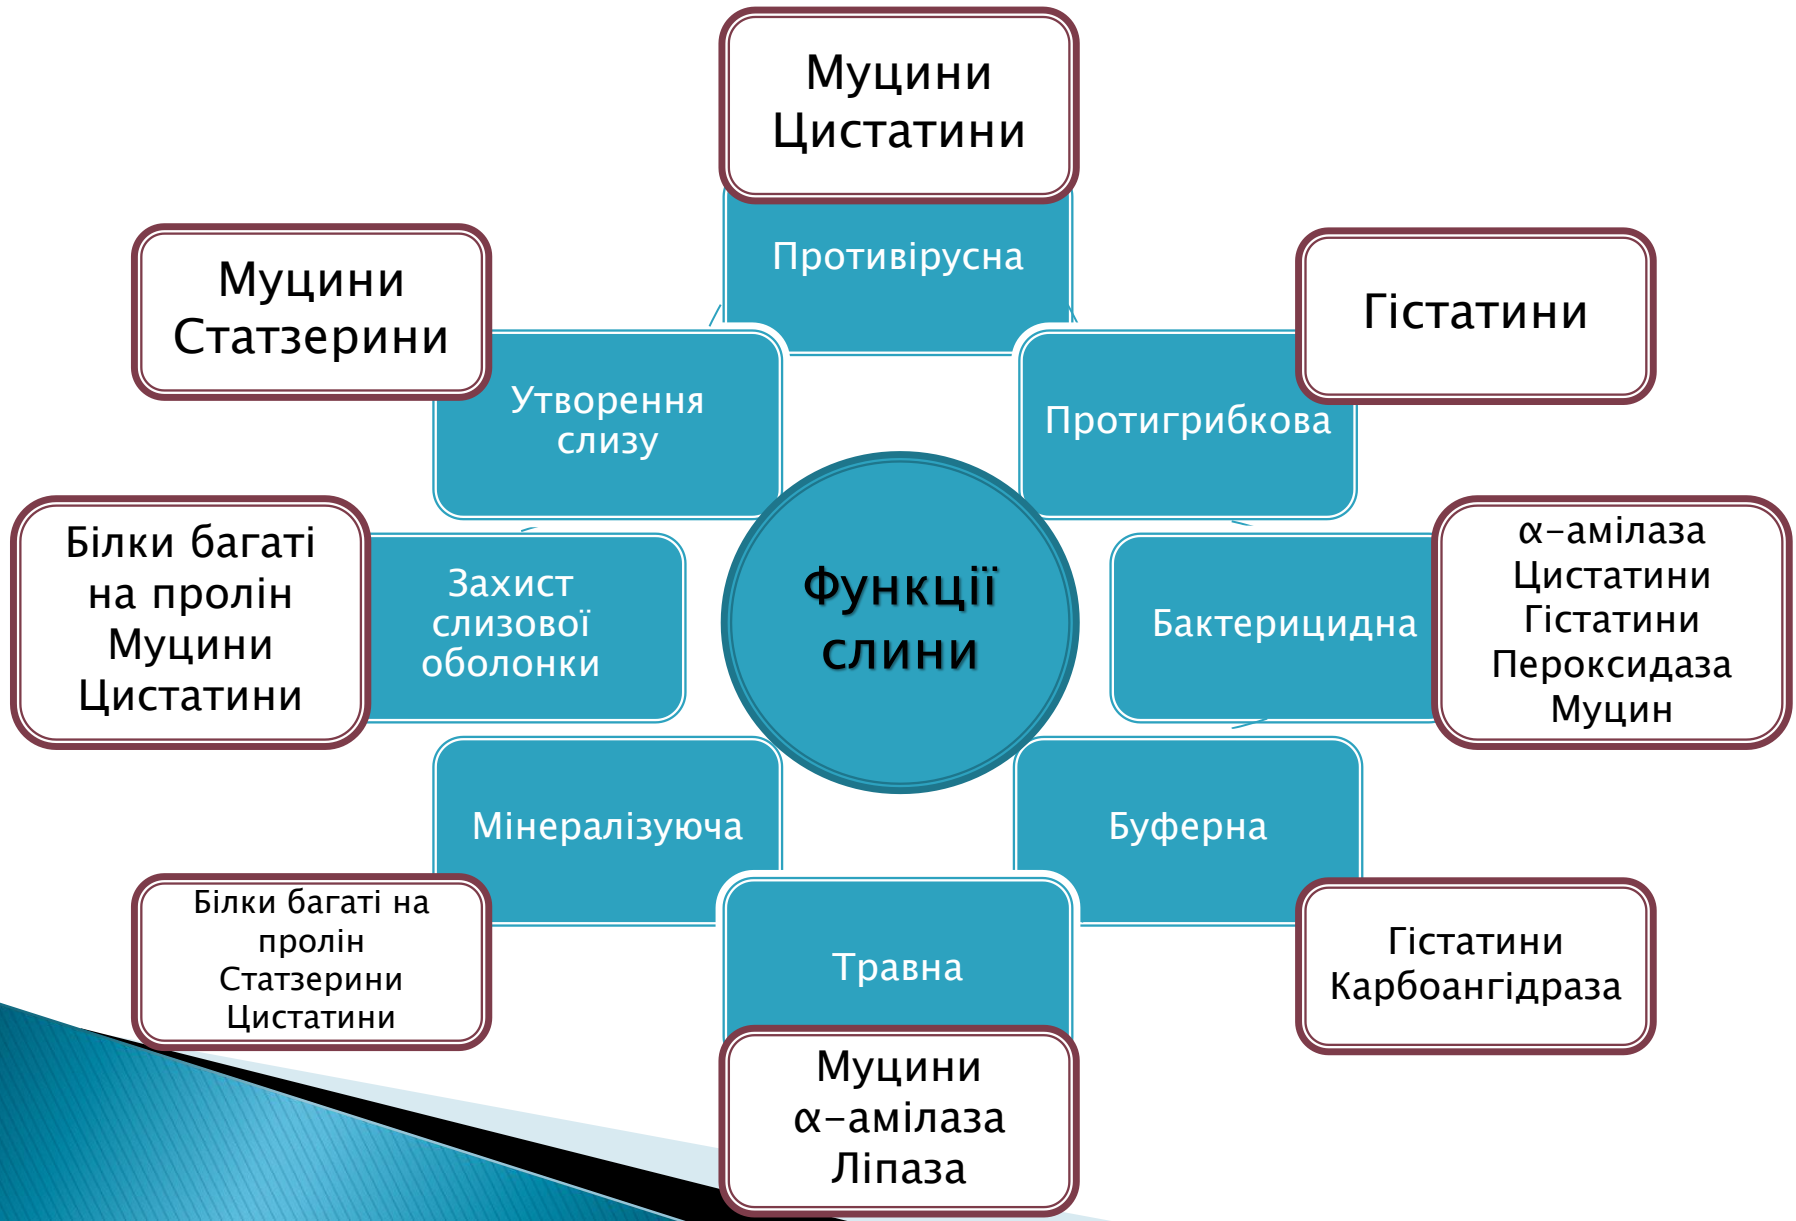 Муцини
Цистатини
Противірусна
Муцини
Статзерини
Утворення
слизу
Гістатини
Протигрибкова
Білки багаті
на пролін
Муцини
Цистатини
Захист
слизової
оболонки
Функції
слини
Бактерицидна
α-амілаза
Цистатини
Гістатини
Пероксидаза
Муцин
Мінералізуюча
Білки багаті на
пролін
Статзерини
Цистатини
Травна
Муцини
α-амілаза
Ліпаза
Буферна
Гістатини
Карбоангідраза